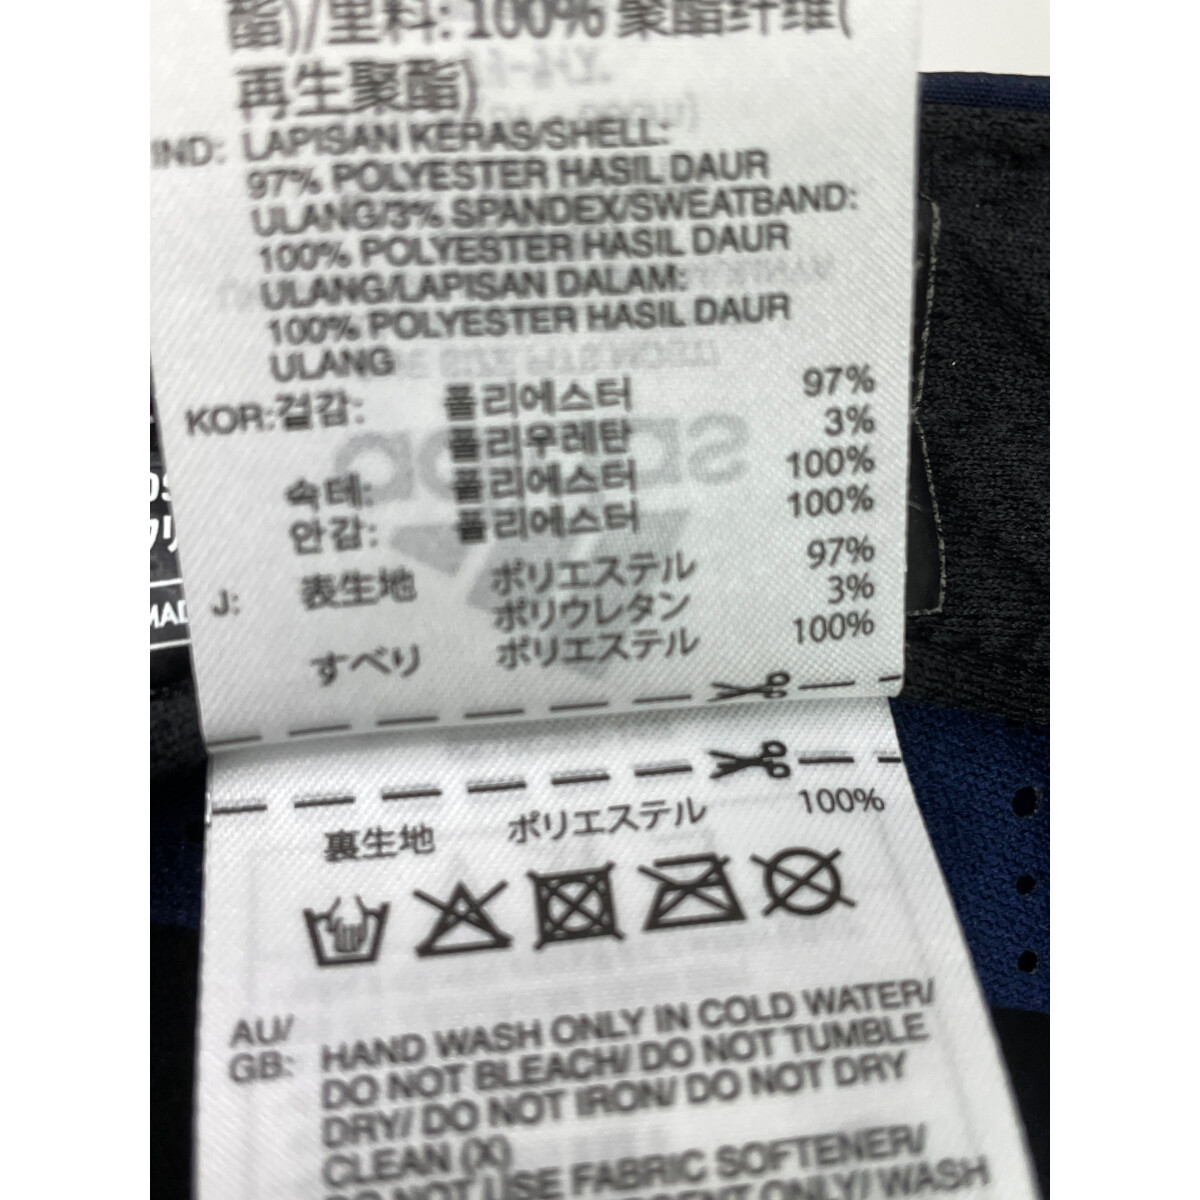 酯)/里料: 100% 聚酯纤维(
再生聚酯)
IND: LAPISAN KERAS/SHELL:
97% POLYESTER HASIL DAUR
ULANG/3% SPANDEX/SWEATBAND:
100% POLYESTER HASIL DAUR
ULANG/LAPISAN DALAM:
100% POLYESTER HASIL DAUR
ULANG
KOR:겉감: 폴리에스터 97%
폴리우레탄 3%
속테: 폴리에스터 100%
안감: 폴리에스터 100%
J: 表生地 ポリエステル 97%
ポリウレタン 3%
すべり ポリエステル 100%
裏生地 ポリエステル 100%
AU/
GB: HAND WASH ONLY IN COLD WATER/
DO NOT BLEACH/ DO NOT TUMBLE
DRY/ DO NOT IRON/ DO NOT DRY
CLEAN (X)
DO NOT USE FABRIC SOFTENER/
ONLY/ WASH